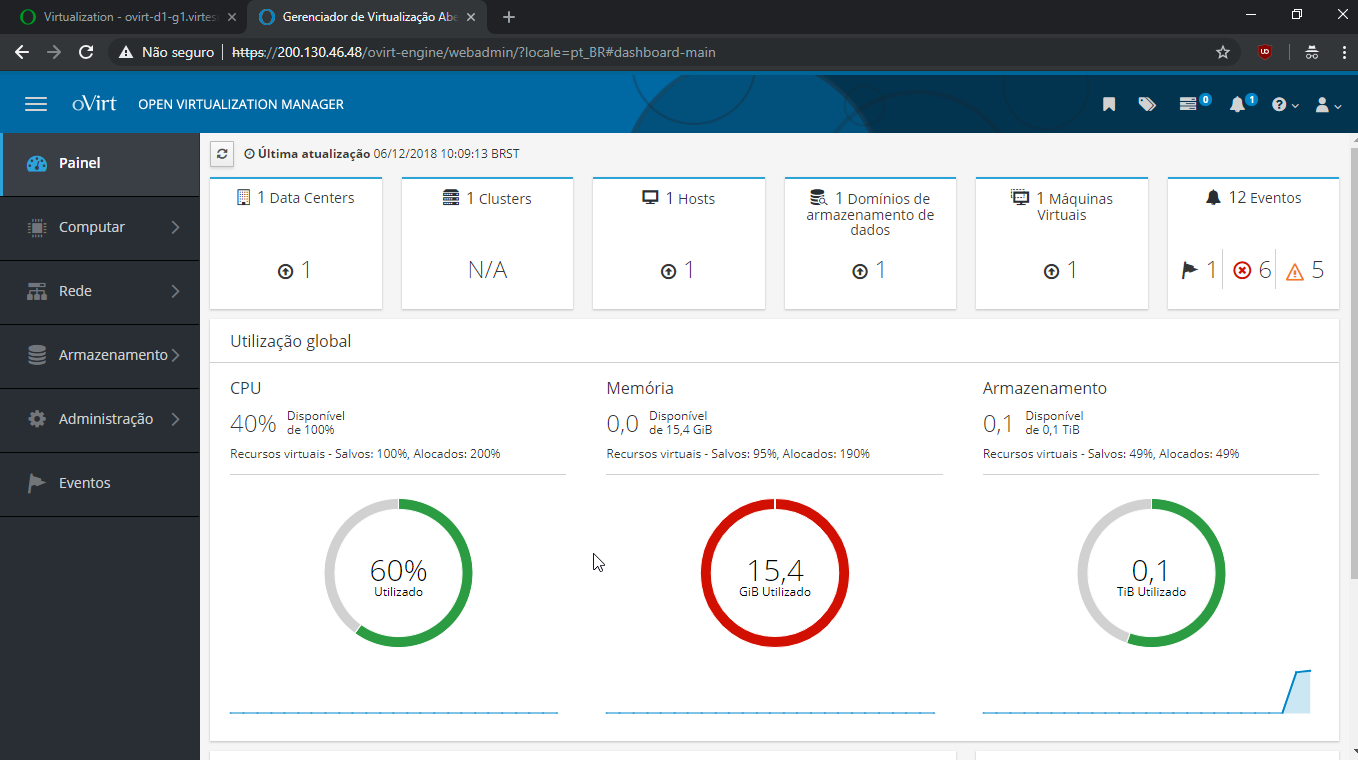 Virtualization - ovirt-d1-g1.virtes
Gerenciador de Virtualização Abe
Não seguro
https://200.130.46.48/ovirt-engine/webadmin/?locale=pt_BR#dashboard-main
oVirt OPEN VIRTUALIZATION MANAGER
0
1
Painel
Computar
Rede
Armazenamento
Administração
Eventos
Última atualização 06/12/2018 10:09:13 BRST
1 Data Centers
1
1 Clusters
N/A
1 Hosts
1
1 Domínios de
armazenamento de
dados
1
1 Máquinas
Virtuais
1
12 Eventos
1 6 5
Utilização global
CPU
40% Disponível
de 100%
Recursos virtuais - Salvos: 100%, Alocados: 200%
60%
Utilizado
Memória
0,0 Disponível
de 15,4 GiB
Recursos virtuais - Salvos: 95%, Alocados: 190%
15,4
GiB Utilizado
Armazenamento
0,1 Disponível
de 0,1 TiB
Recursos virtuais - Salvos: 49%, Alocados: 49%
0,1
TiB Utilizado